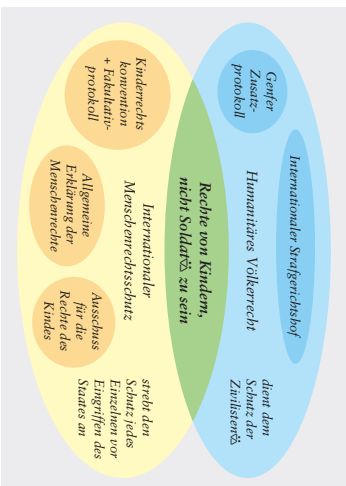 Internationaler Strafgerichtshof
Genfer
Zusatz-
protokoll
Humanitäres Völkerrecht
dient dem
Schutz der
Zivilisten
Rechte von Kindern,
nicht Soldat zu sein
Internationaler
Menschenrechtsschutz
Kinderrechts
konvention
+ Fakultativ-
protokoll
Allgemeine
Erklärung der
Menschenrechte
Ausschuss
für die
Rechte des
Kindes
strebt den
Schutz jedes
Einzelnen vor
Eingriffen des
Staates an